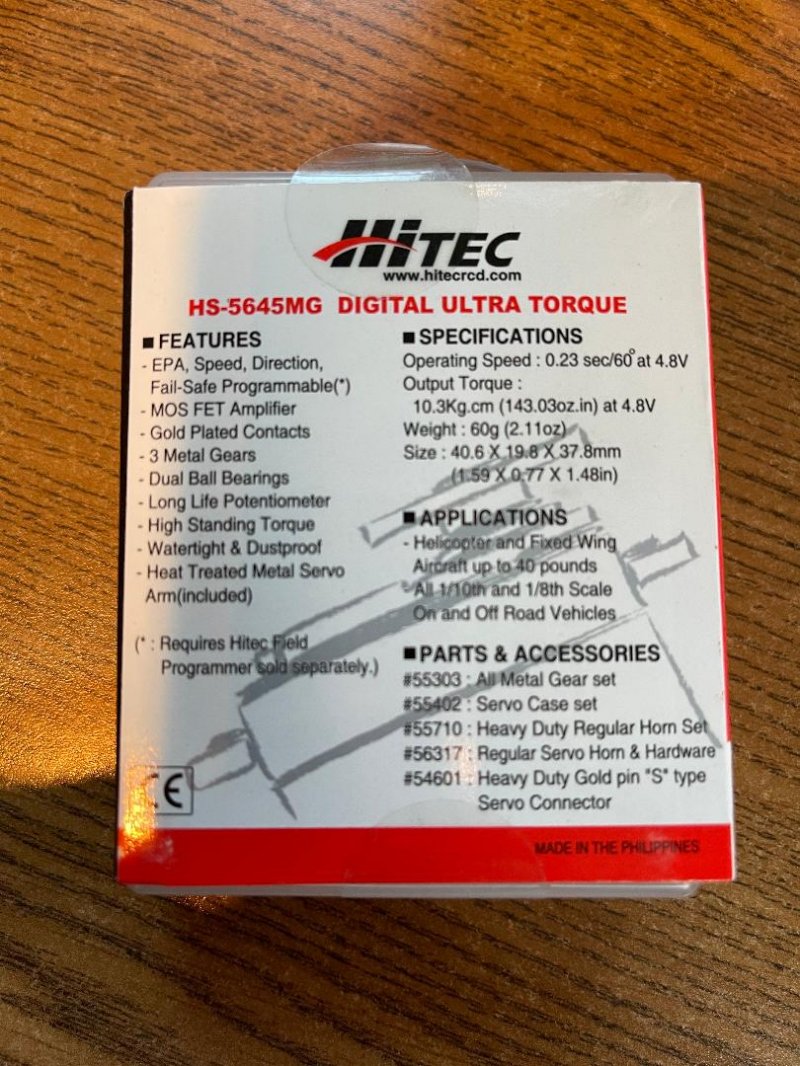 HiTEC
www.hitecrcd.com
HS-5645MG DIGITAL ULTRA TORQUE
■ FEATURES
- EPA, Speed, Direction,
Fail-Safe Programmable(*)
- MOS FET Amplifier
- Gold Plated Contacts
- 3 Metal Gears
- Dual Ball Bearings
- Long Life Potentiometer
- High Standing Torque
- Watertight & Dustproof
- Heat Treated Metal Servo
Arm(included)
(* : Requires Hitec Field
Programmer sold separately.)
■ SPECIFICATIONS
Operating Speed : 0.23 sec/60° at 4.8V
Output Torque :
10.3Kg.cm (143.03oz.in) at 4.8V
Weight : 60g (2.11oz)
Size : 40.6 X 19.8 X 37.8mm
(1.59 X 0.77 X 1.48in)
■ APPLICATIONS
- Helicopter and Fixed Wing
Aircraft up to 40 pounds
- All 1/10th and 1/8th Scale
On and Off Road Vehicles
■ PARTS & ACCESSORIES
#55303 : All Metal Gear set
#55402 : Servo Case set
#55710 : Heavy Duty Regular Horn Set
#56317 : Regular Servo Horn & Hardware
#54601 : Heavy Duty Gold pin "S" type
Servo Connector
CE
MADE IN THE PHILIPPINES